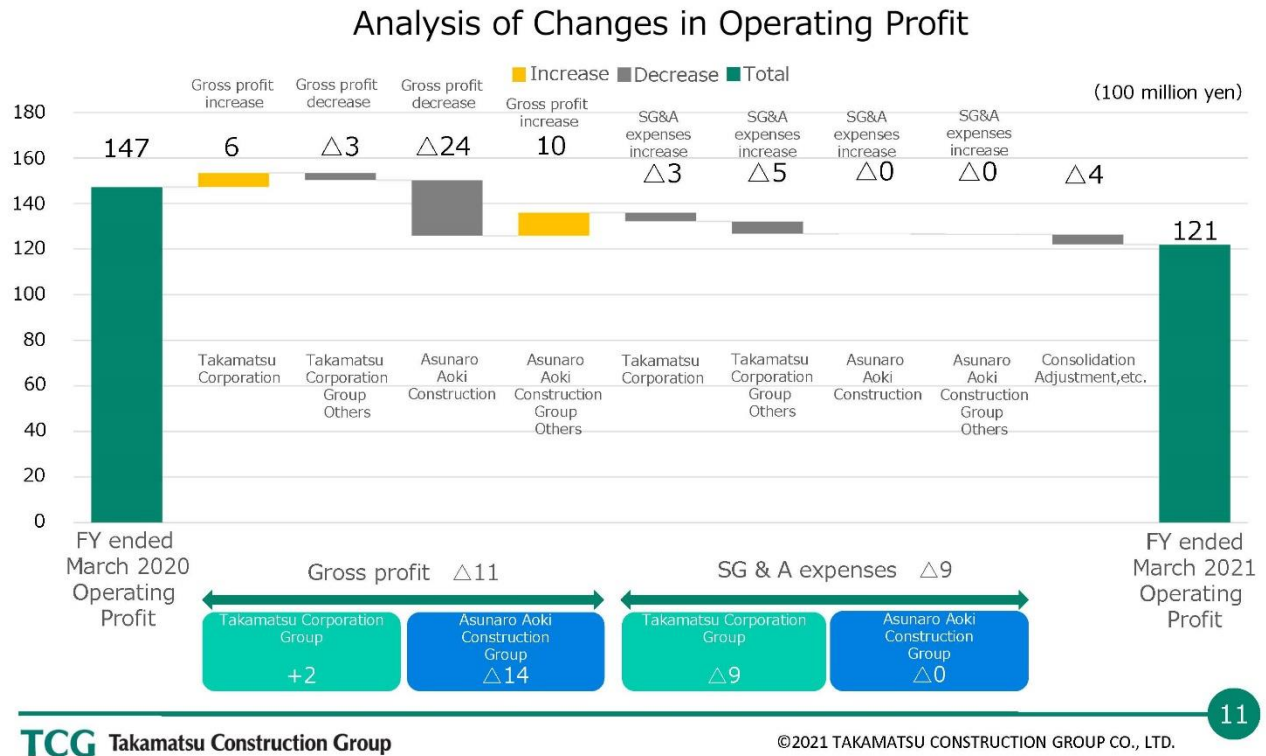 Analysis of Changes in Operating Profit
Increase Decrease Total
(100 million yen)
180
160
140
120
100
80
60
40
20
0
147
Gross profit
increase
6
Gross profit
decrease
△3
Gross profit
decrease
△24
Gross profit
increase
10
SG&A
expenses
increase
△3
SG&A
expenses
increase
△5
SG&A
expenses
increase
△0
SG&A
expenses
increase
△0
△4
121
Takamatsu
Corporation
Takamatsu
Corporation
Group
Others
Asunaro
Aoki
Construction
Asunaro
Aoki
Construction
Group
Others
Takamatsu
Corporation
Takamatsu
Corporation
Group
Others
Asunaro
Aoki
Construction
Asunaro
Aoki
Construction
Group
Others
Consolidation
Adjustment,etc.
FY ended
March 2020
Operating
Profit
FY ended
March 2021
Operating
Profit
Gross profit △11
SG & A expenses △9
Takamatsu Corporation
Group
+2
Asunaro Aoki
Construction
Group
△14
Takamatsu Corporation
Group
△9
Asunaro Aoki
Construction
Group
△0
11
TCG Takamatsu Construction Group
©2021 TAKAMATSU CONSTRUCTION GROUP CO., LTD.